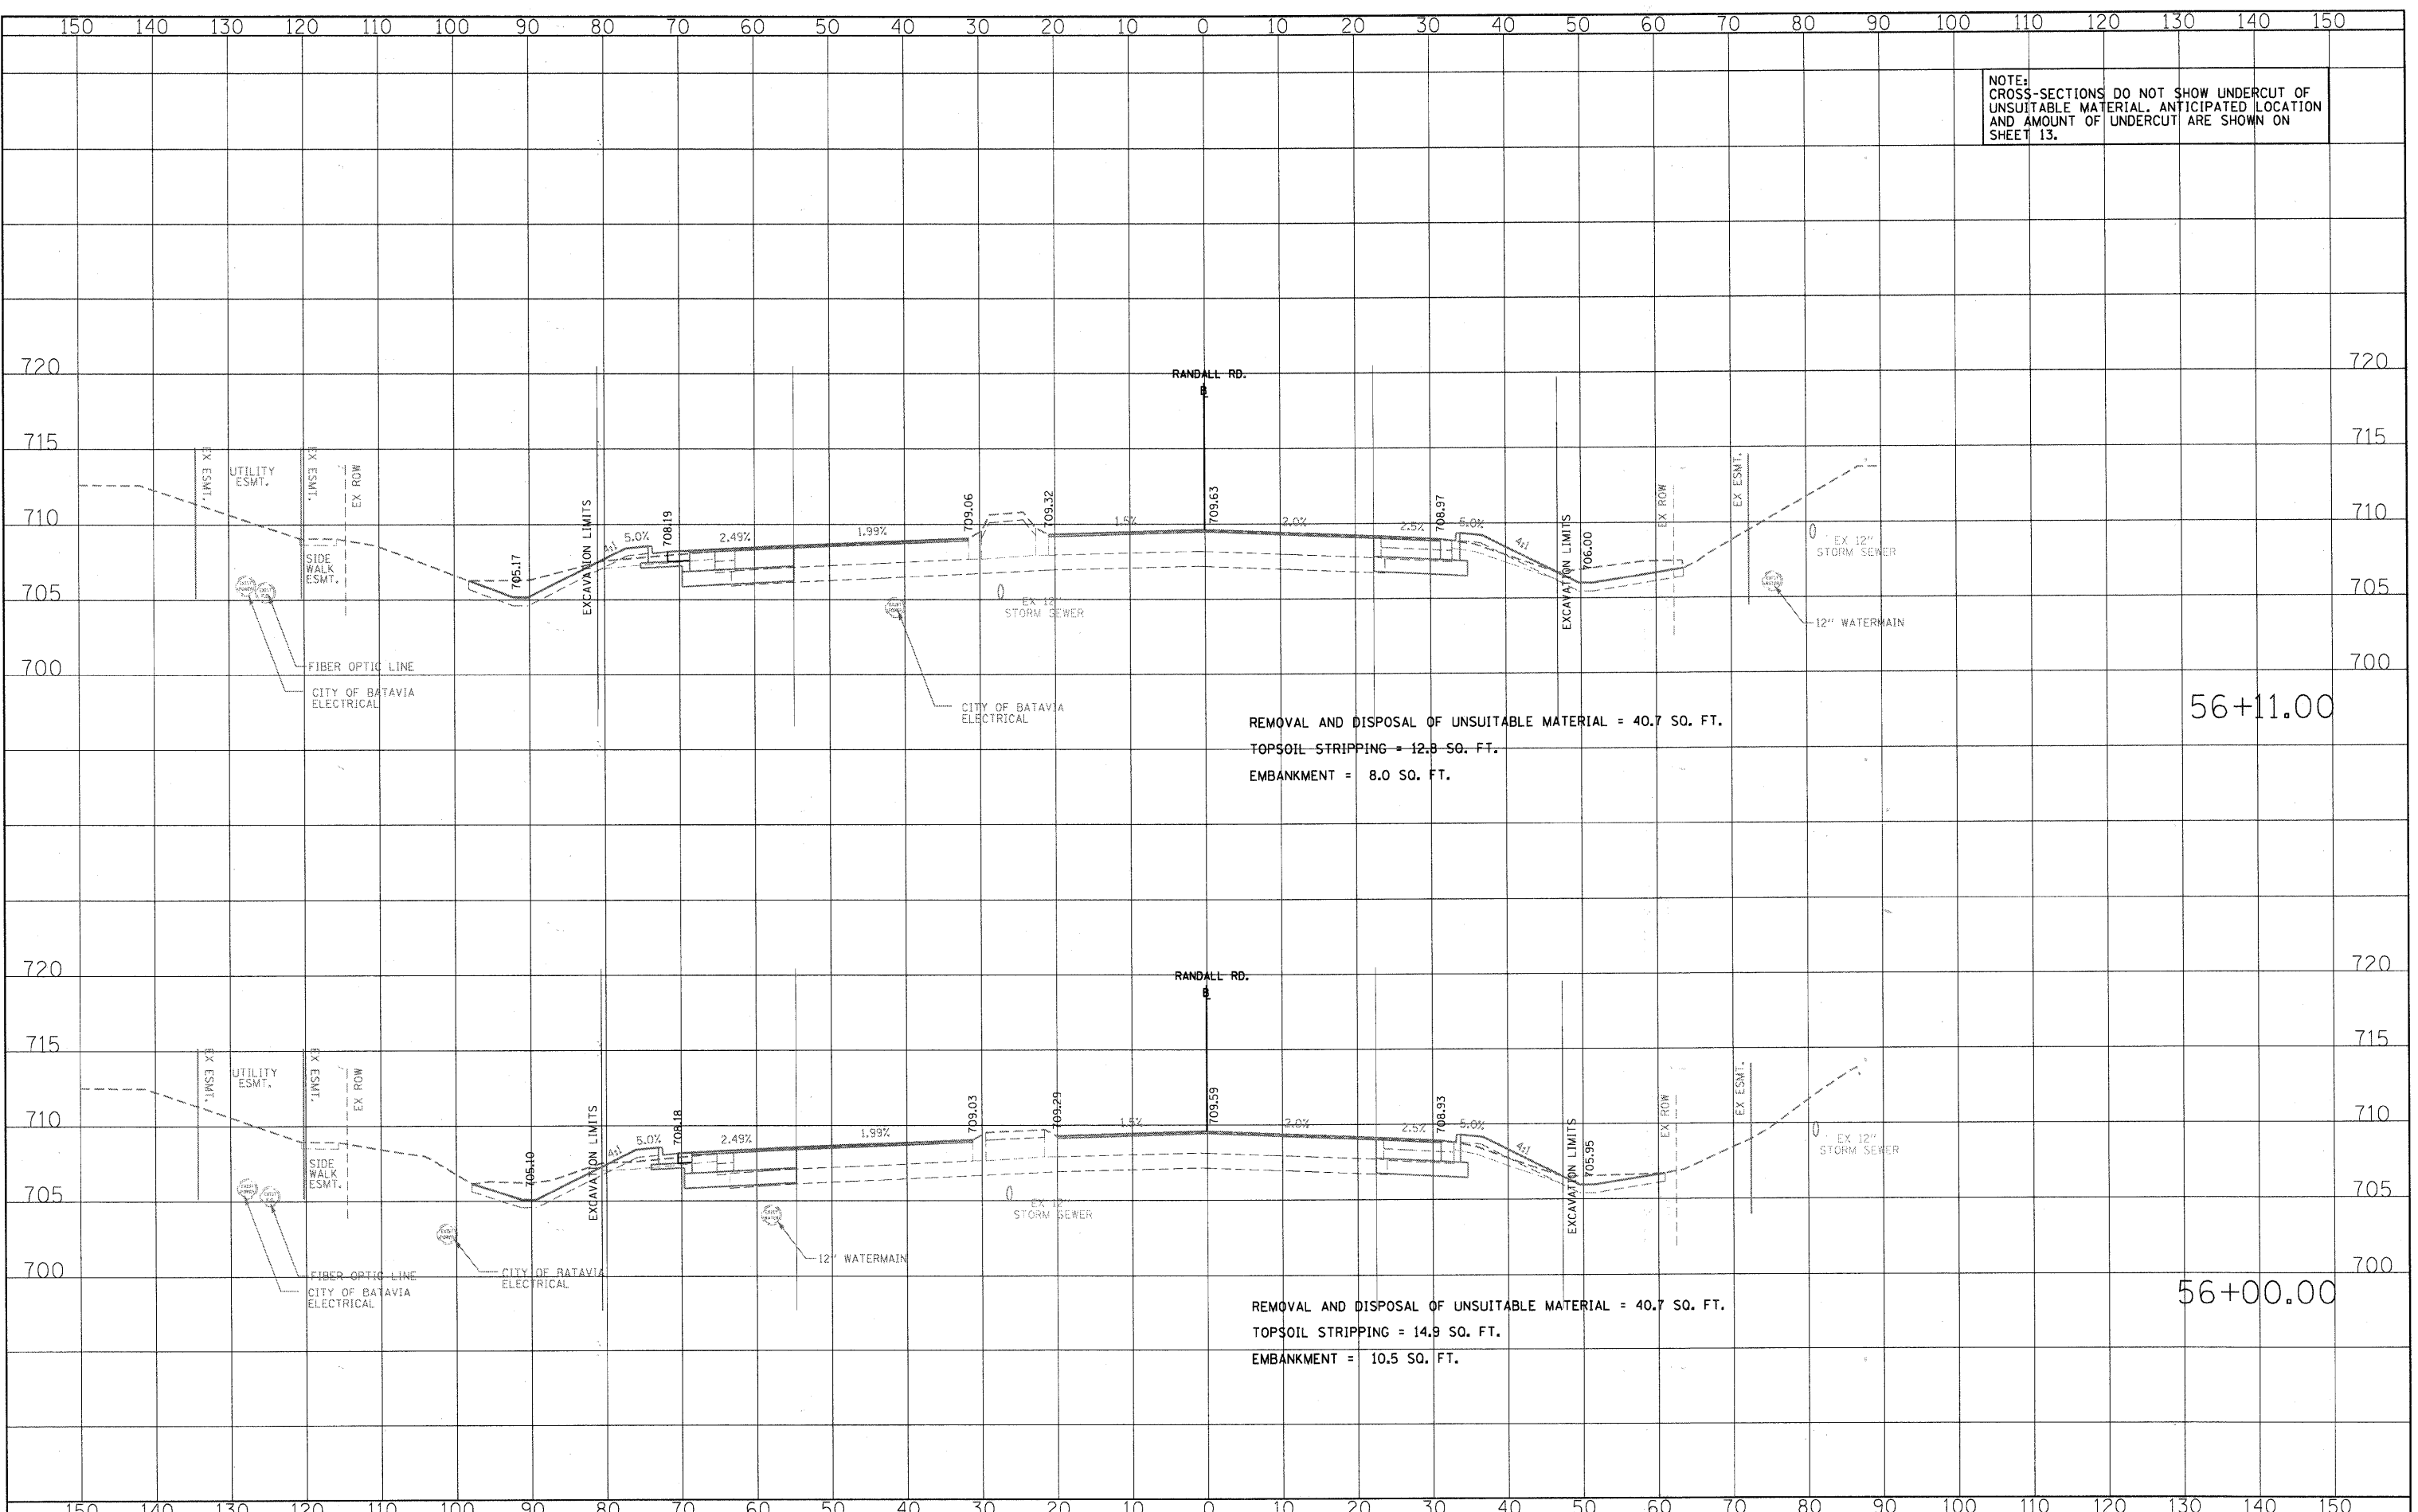 150 140 130 120 110 100 90 80 70 60 50 40 30 20 10 0 10 20 30 40 50 60 70 80 90 100 110 120 130 140 150
NOTE:
CROSS-SECTIONS DO NOT SHOW UNDERCUT OF
UNSUITABLE MATERIAL. ANTICIPATED LOCATION
AND AMOUNT OF UNDERCUT ARE SHOWN ON
SHEET 13.
720 720
RANDALL RD.
715 715
EX ESMT.
UTILITY
ESMT.
EX ESMT.
EX ROW
SIDE
WALK
ESMT.
710 710
705.17
EXCAVATION LIMITS
4:1
5.0%
708.19
2.49%
1.99%
709.06
709.32
1.5%
709.63
2.0%
2.5%
708.97
5.0%
4:1
EXCAVATION LIMITS
706.00
EX ROW
EX ESMT.
EX 12"
STORM SEWER
705 705
EX 12"
STORM SEWER
12" WATERMAIN
700 700
FIBER OPTIC LINE
CITY OF BATAVIA
ELECTRICAL
CITY OF BATAVIA
ELECTRICAL
56+11.00
REMOVAL AND DISPOSAL OF UNSUITABLE MATERIAL = 40.7 SQ. FT.
TOPSOIL STRIPPING = 12.8 SQ. FT.
EMBANKMENT = 8.0 SQ. FT.
720 720
RANDALL RD.
715 715
EX ESMT.
UTILITY
ESMT.
EX ESMT.
EX ROW
SIDE
WALK
ESMT.
710 710
705.10
EXCAVATION LIMITS
4:1
5.0%
708.18
2.49%
1.99%
709.03
709.29
1.5%
709.59
2.0%
2.5%
708.93
5.0%
4:1
EXCAVATION LIMITS
705.95
EX ROW
EX ESMT.
EX 12"
STORM SEWER
705 705
EX 12"
STORM SEWER
12" WATERMAIN
700 700
FIBER OPTIC LINE
CITY OF BATAVIA
ELECTRICAL
CITY OF BATAVIA
ELECTRICAL
56+00.00
REMOVAL AND DISPOSAL OF UNSUITABLE MATERIAL = 40.7 SQ. FT.
TOPSOIL STRIPPING = 14.9 SQ. FT.
EMBANKMENT = 10.5 SQ. FT.
150 140 130 120 110 100 90 80 70 60 50 40 30 20 10 0 10 20 30 40 50 60 70 80 90 100 110 120 130 140 150